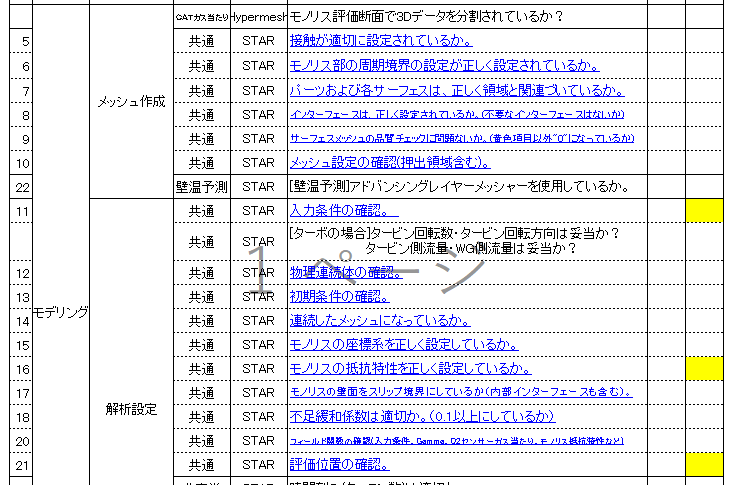 CATガス当たり Hypermesh モノリス評価断面で3Dデータを分割されているか？
5 共通 STAR 接触が適切に設定されているか。
6 共通 STAR モノリス部の周期境界の設定が正しく設定されているか。
7 共通 STAR パーツおよび各サーフェスは、正しく領域と関連づいているか。
メッシュ作成
8 共通 STAR インターフェースは、正しく設定されているか。(不要なインターフェースはないか)
9 共通 STAR サーフェスメッシュの品質チェックに問題ないか。(黄色項目以外"0"になっているか)
10 共通 STAR メッシュ設定の確認(押出領域含む)。
22 壁温予測 STAR [壁温予測]アドバンシングレイヤーメッシャーを使用しているか。
11 共通 STAR 入力条件の確認。
共通 STAR [ターボの場合]タービン回転数・タービン回転方向は妥当か？
タービン側流量・WG側流量は妥当か？
1 ページ
12 共通 STAR 物理連続体の確認。
13 共通 STAR 初期条件の確認。
モデリング
14 共通 STAR 連続したメッシュになっているか。
15 共通 STAR モノリスの座標系を正しく設定しているか。
16 共通 STAR モノリスの抵抗特性を正しく設定しているか。
17 共通 STAR モノリスの壁面をスリップ境界にしているか(内部インターフェースも含む)。
解析設定
18 共通 STAR 不足緩和係数は適切か。(0.1以上にしているか)
20 共通 STAR フィールド関数の確認(入力条件、Gamma、O2センサーガス当たり、モノリス抵抗特性など)
21 共通 STAR 評価位置の確認。